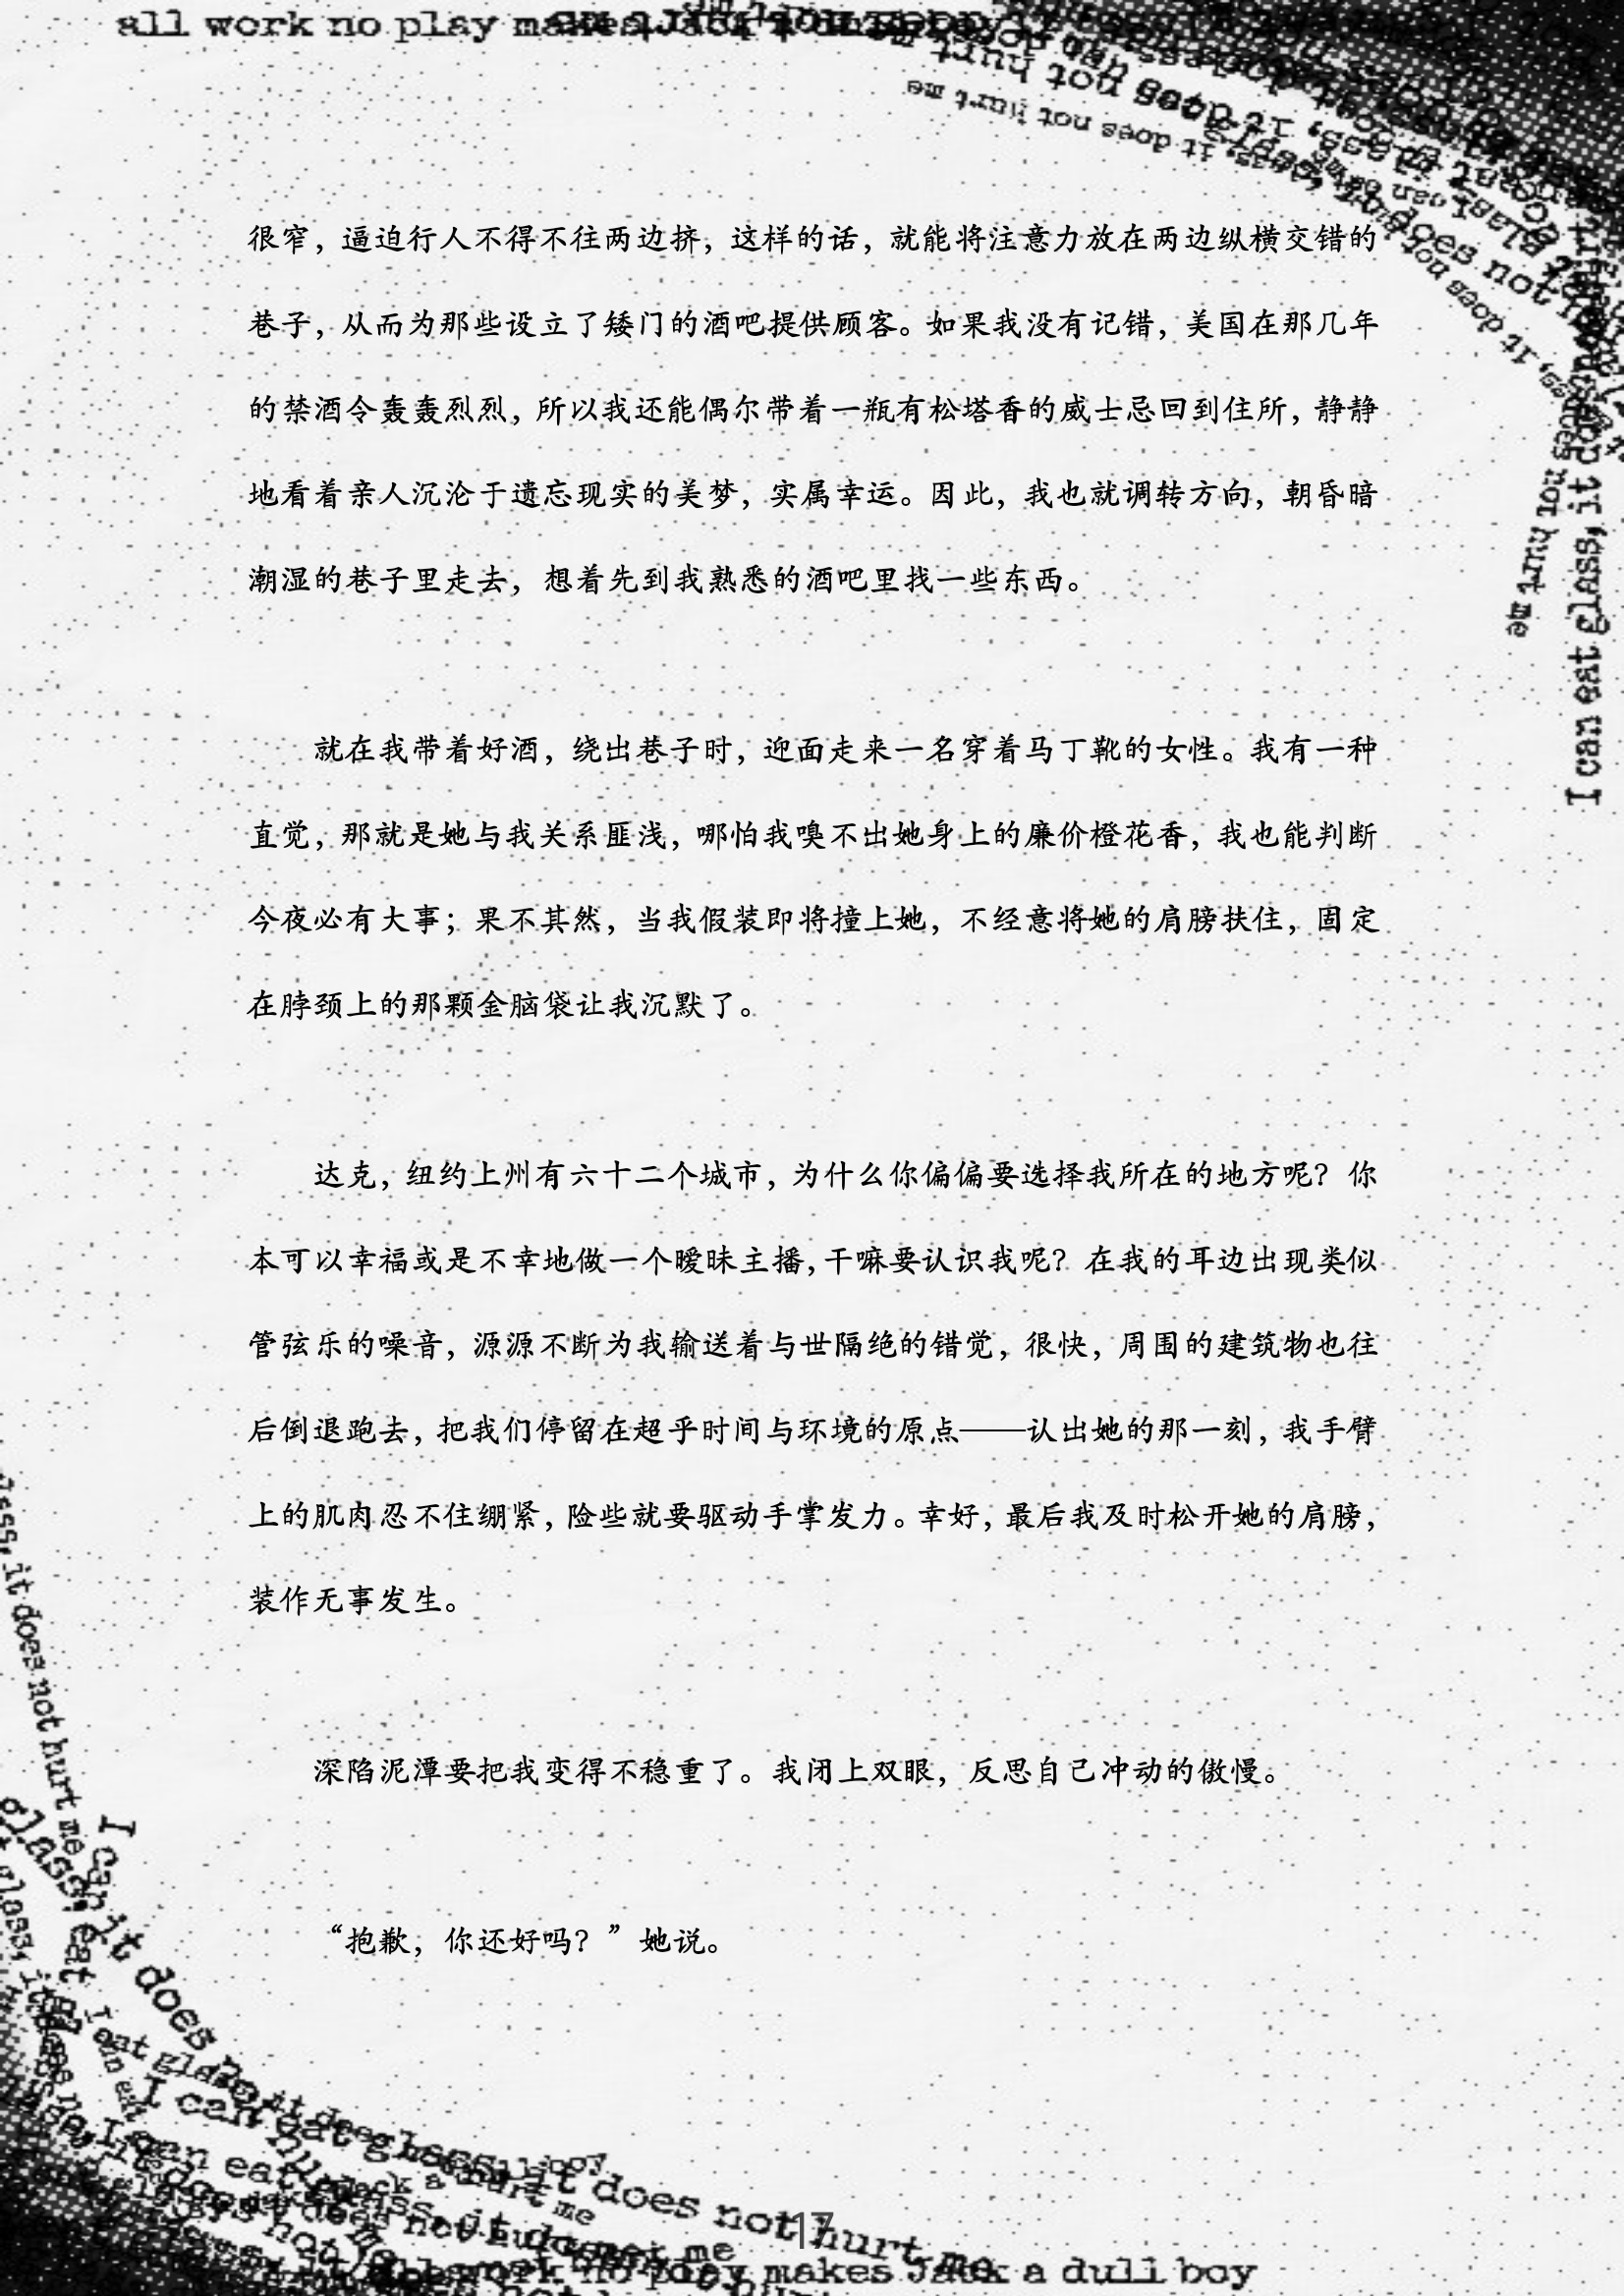 all work no play makes Jack a dull boy
it does not hurt me
it does not hurt me
I can eat glass, it does not hurt me
很窄，逼迫行人不得不往两边挤，这样的话，就能将注意力放在两边纵横交错的
巷子，从而为那些设立了矮门的酒吧提供顾客。如果我没有记错，美国在那几年
的禁酒令轰轰烈烈，所以我还能偶尔带着一瓶有松塔香的威士忌回到住所，静静
地看着亲人沉沦于遗忘现实的美梦，实属幸运。因此，我也就调转方向，朝昏暗
潮湿的巷子里走去，想着先到我熟悉的酒吧里找一些东西。
就在我带着好酒，绕出巷子时，迎面走来一名穿着马丁靴的女性。我有一种
直觉，那就是她与我关系匪浅，哪怕我嗅不出她身上的廉价橙花香，我也能判断
今夜必有大事；果不其然，当我假装即将撞上她，不经意将她的肩膀扶住，固定
在脖颈上的那颗金脑袋让我沉默了。
达克，纽约上州有六十二个城市，为什么你偏偏要选择我所在的地方呢？你
本可以幸福或是不幸地做一个暧昧主播，干嘛要认识我呢？在我的耳边出现类似
管弦乐的噪音，源源不断为我输送着与世隔绝的错觉，很快，周围的建筑物也往
后倒退跑去，把我们停留在超乎时间与环境的原点——认出她的那一刻，我手臂
上的肌肉忍不住绷紧，险些就要驱动手掌发力。幸好，最后我及时松开她的肩膀，
装作无事发生。
深陷泥潭要把我变得不稳重了。我闭上双眼，反思自己冲动的傲慢。
“抱歉，你还好吗？”她说。
it does not hurt me
I can eat glass, it does not hurt me
17
makes Jack a dull boy